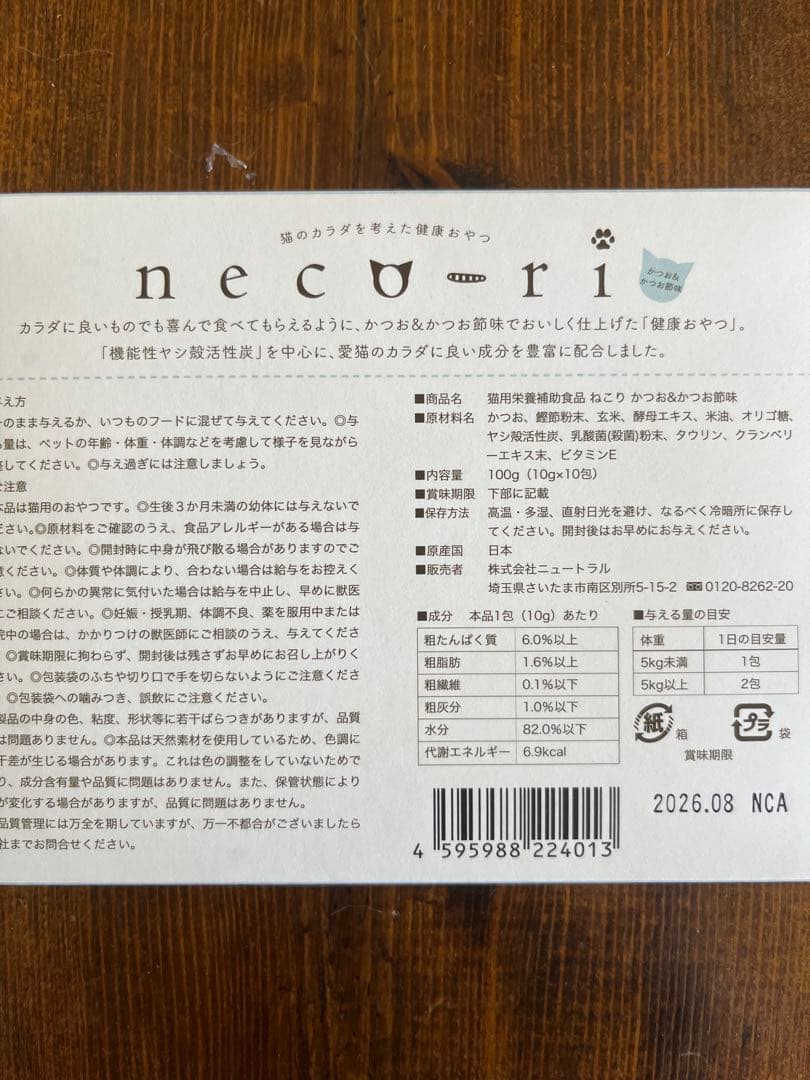 猫のカラダを考えた健康おやつ
neco-ri
かつお&
かつお節味
カラダに良いものでも喜んで食べてもらえるように、かつお&かつお節味でおいしく仕上げた「健康おやつ」。
「機能性ヤシ殻活性炭」を中心に、愛猫のカラダに良い成分を豊富に配合しました。
え方
のまま与えるか、いつものフードに混ぜて与えてください。◎与
量は、ペットの年齢・体重・体調などを考慮して様子を見ながら
してください。◎与え過ぎには注意しましょう。
注意
本品は猫用のおやつです。◎生後3か月未満の幼体には与えないで
ださい。◎原材料をご確認のうえ、食品アレルギーがある場合は与
ないでください。◎開封時に中身が飛び散る場合がありますのでご
意ください。◎体質や体調により、合わない場合は給与をお控えく
さい。◎何らかの異常に気付いた場合は給与を中止し、早めに獣医
にご相談ください。◎妊娠・授乳期、体調不良、薬を服用中または
院中の場合は、かかりつけの獣医師にご相談のうえ、与えてくださ
。◎賞味期限に拘わらず、開封後は残さずお早めにお召し上がりく
さい。◎包装袋のふちや切り口で手を切らないようにご注意くださ
。◎包装袋への噛みつき、誤飲にご注意ください。
製品の中身の色、粘度、形状等に若干ばらつきがありますが、品質
は問題ありません。◎本品は天然素材を使用しているため、色調に
干差が生じる場合があります。これは色の調整をしていないためで
り、成分含有量や品質に問題はありません。また、保管状態により
が変化する場合がありますが、品質に問題はありません。
品質管理には万全を期していますが、万一不都合がございましたら
社までお問合せください。
■商品名 猫用栄養補助食品 ねこり かつお&かつお節味
■原材料名 かつお、鰹節粉末、玄米、酵母エキス、米油、オリゴ糖、
ヤシ殻活性炭、乳酸菌(殺菌)粉末、タウリン、クランベリ
ーエキス末、ビタミンE
■内容量 100g（10g×10包）
■賞味期限 下部に記載
■保存方法 高温・多湿、直射日光を避け、なるべく冷暗所に保存し
てください。開封後はお早めにお与えください。
■原産国 日本
■販売者 株式会社ニュートラル
埼玉県さいたま市南区別所5-15-2 0120-8262-20
■成分 本品1包（10g）あたり
粗たんぱく質 6.0%以上
粗脂肪 1.6%以上
粗繊維 0.1%以下
粗灰分 1.0%以下
水分 82.0%以下
代謝エネルギー 6.9kcal
■与える量の目安
体重 1日の目安量
5kg未満 1包
5kg以上 2包
紙 箱
プラ 袋
賞味期限
2026.08 NCA
4 595988 224013